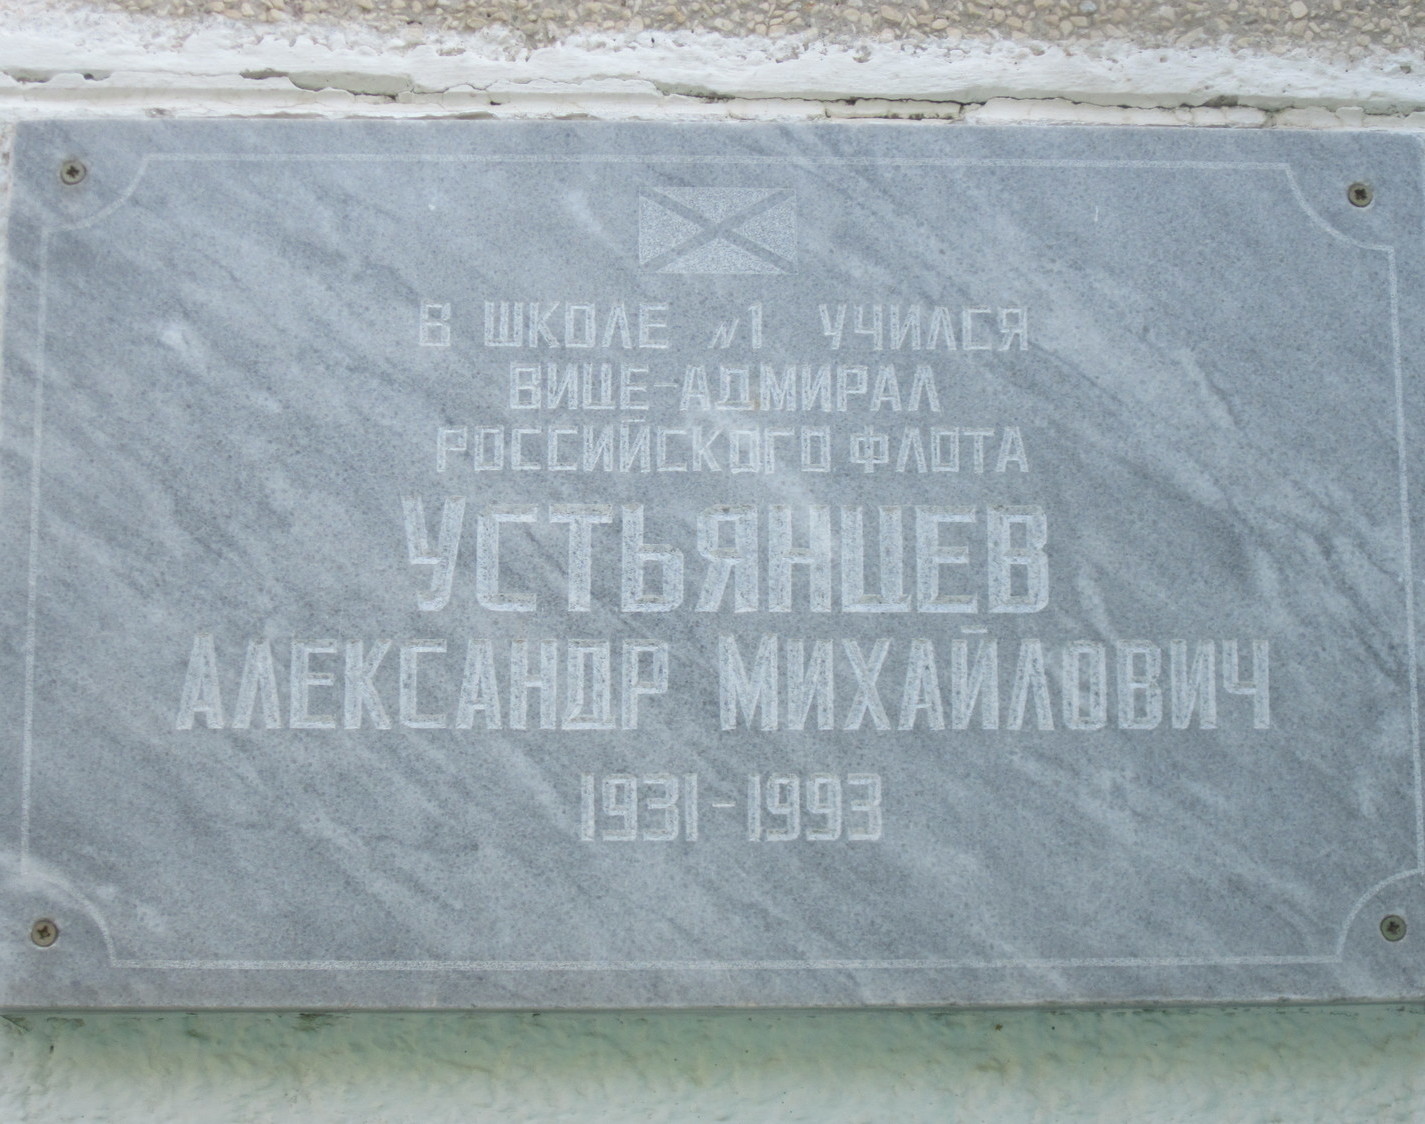 В ШКОЛЕ №1 УЧИЛСЯ
ВИЦЕ-АДМИРАЛ
РОССИЙСКОГО ФЛОТА
УСТЬЯНЦЕВ
АЛЕКСАНДР МИХАЙЛОВИЧ
1931-1993